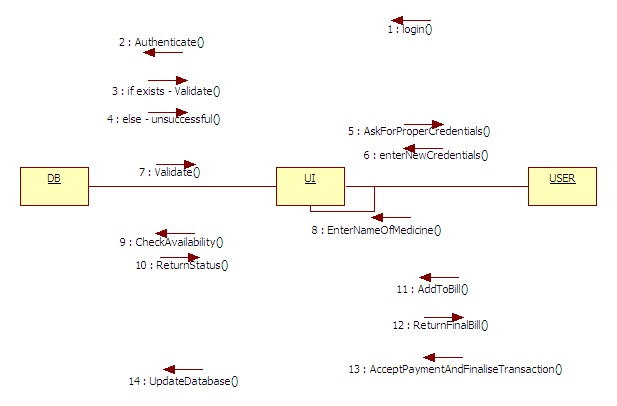 1 : login()
2 : Authenticate()
3 : if exists - Validate()
4 : else - unsuccessful()
5 : AskForProperCredentials()
6 : enterNewCredentials()
7 : Validate()
DB
UI
USER
8 : EnterNameOfMedicine()
9 : CheckAvailability()
10 : ReturnStatus()
11 : AddToBill()
12 : ReturnFinalBill()
13 : AcceptPaymentAndFinaliseTransaction()
14 : UpdateDatabase()